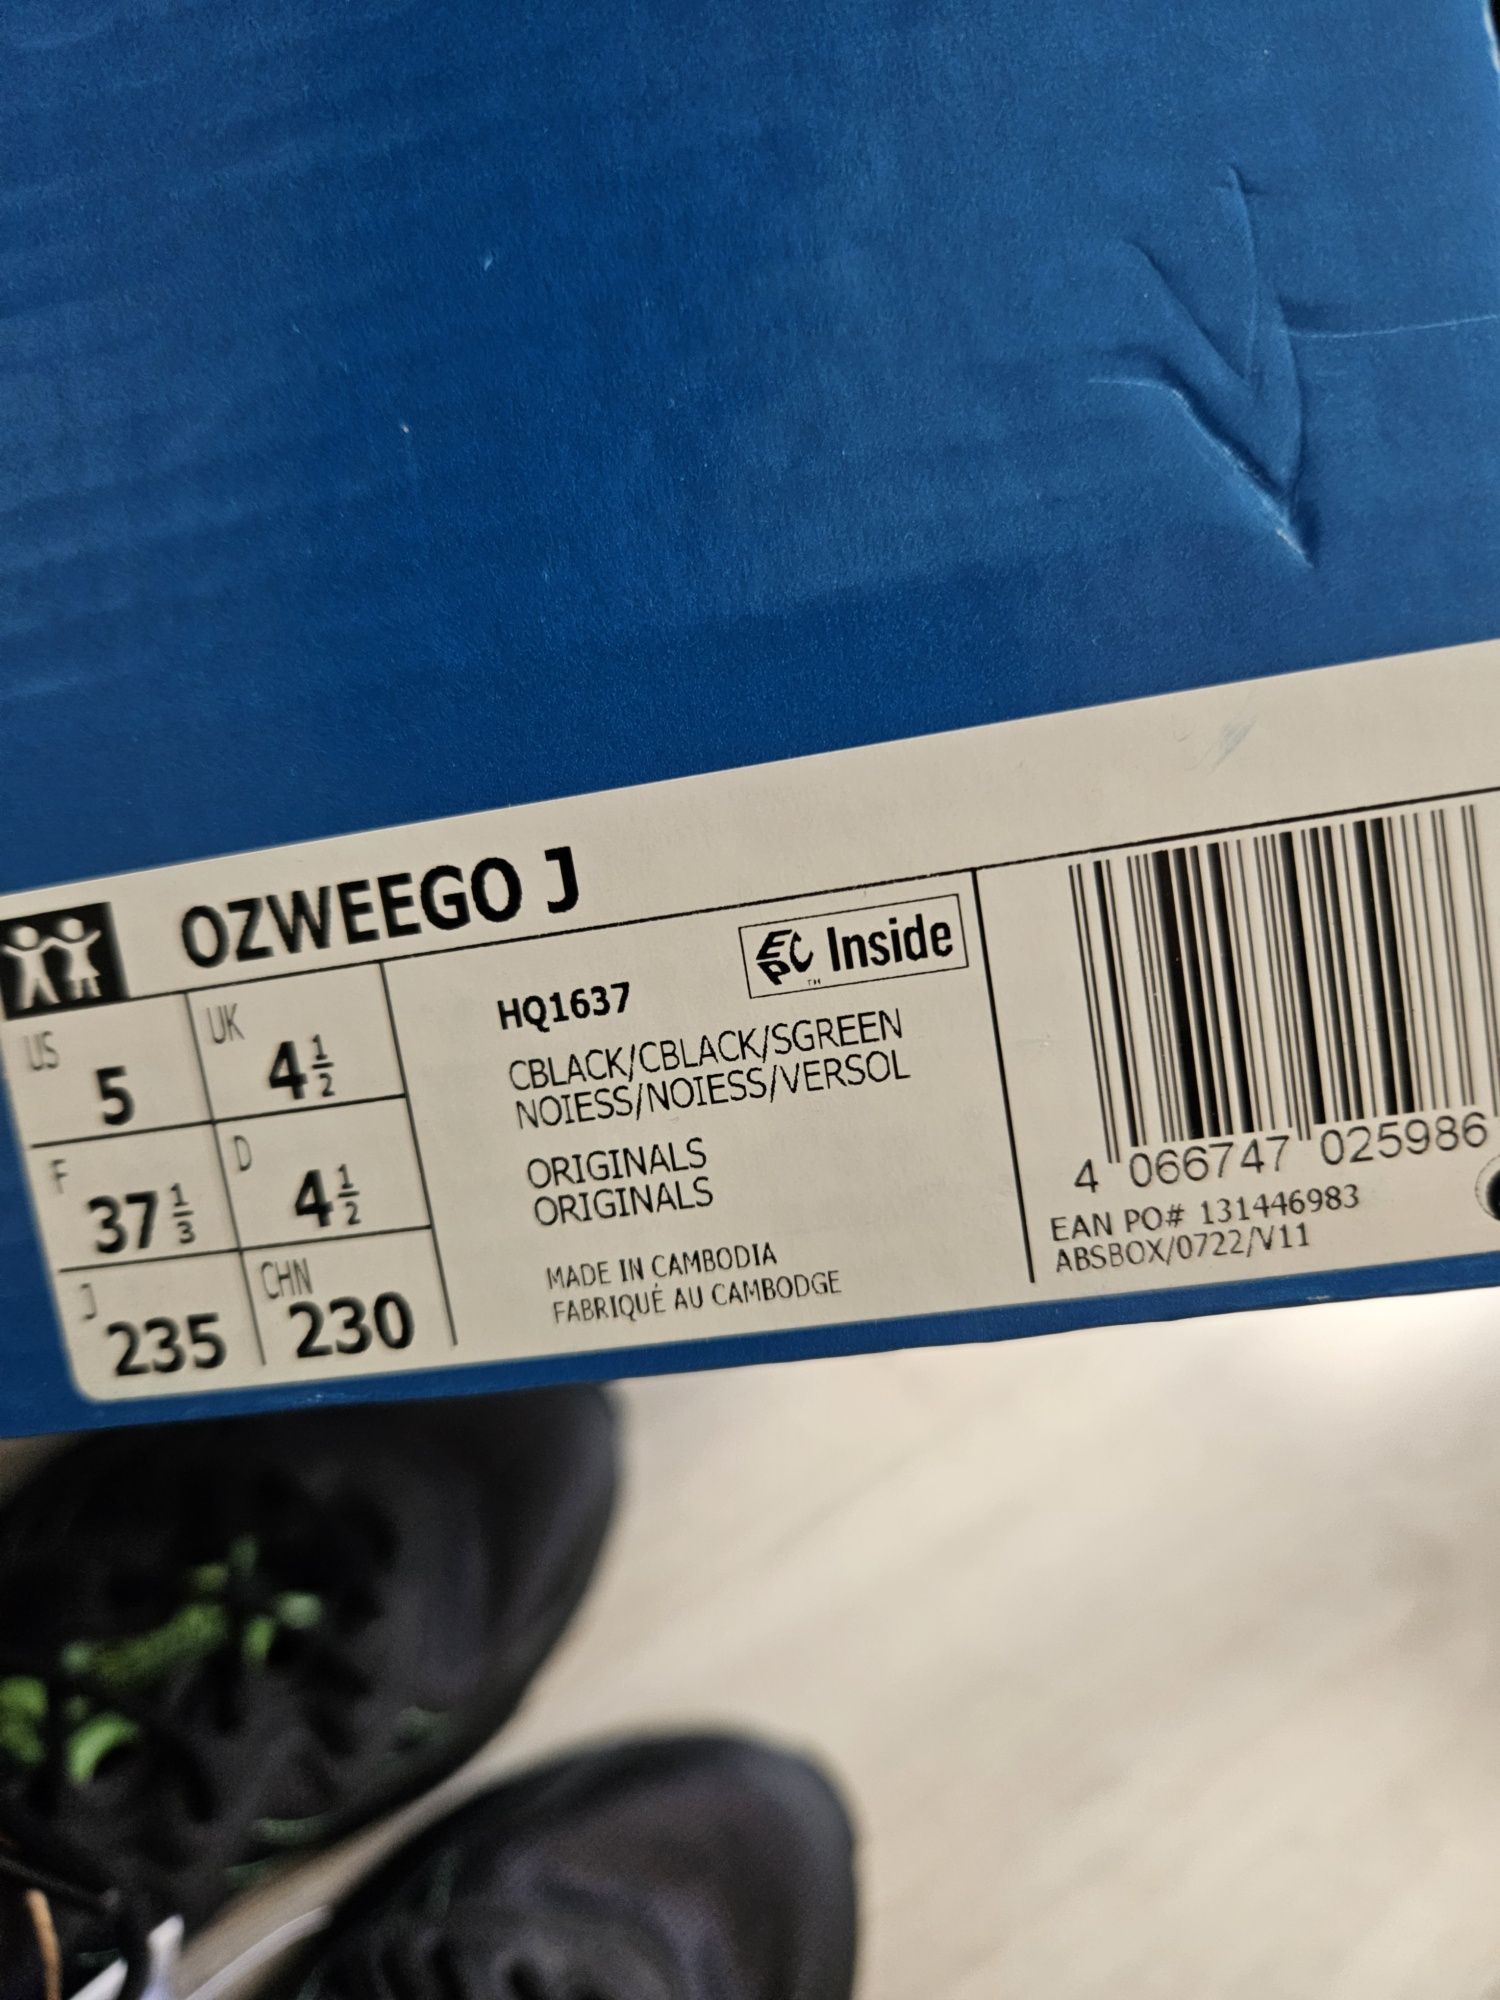 OZWEEGO J
US 5 UK 4 1/2
F 37 1/3 D 4 1/2
J 235 CHN 230
HQ1637
EPC Inside
TM
CBLACK/CBLACK/SGREEN
NOIESS/NOIESS/VERSOL
ORIGINALS
ORIGINALS
MADE IN CAMBODIA
FABRIQUÉ AU CAMBODGE
4 066747 025986
EAN PO# 131446983
ABSBOX/0722/V11